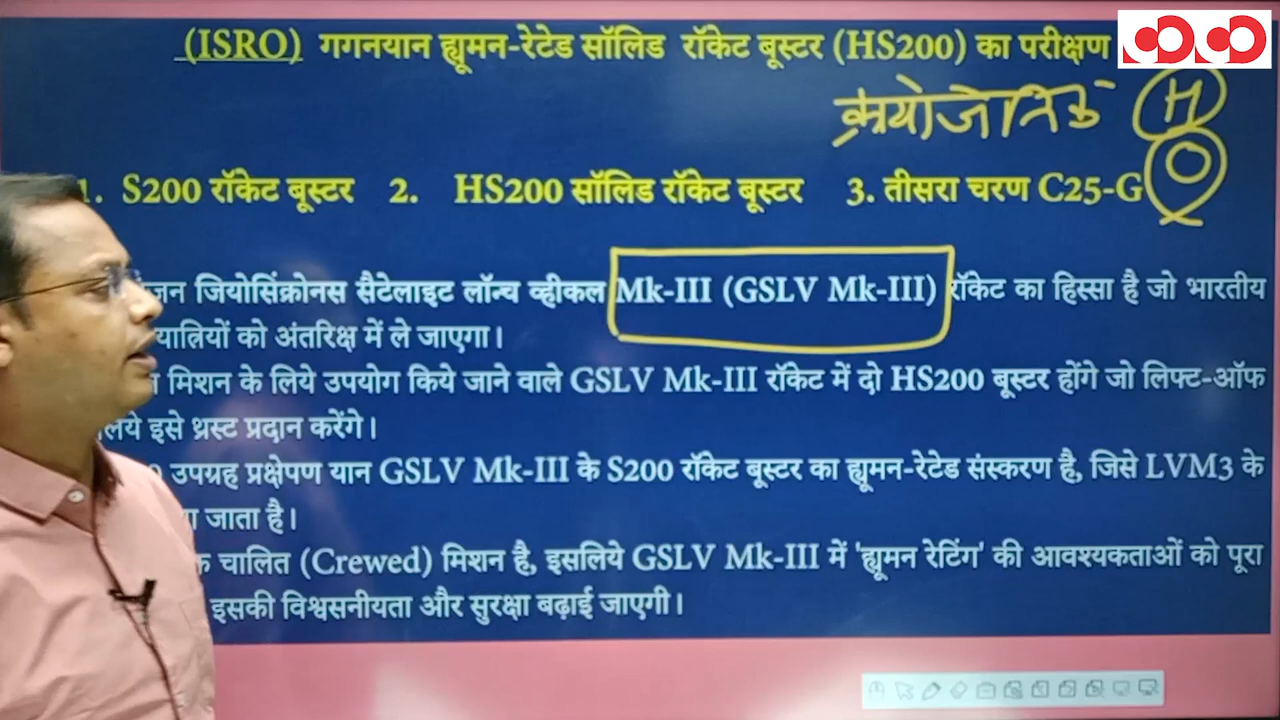 (ISRO) गगनयान ह्यूमन-रेटेड सॉलिड रॉकेट बूस्टर (HS200) का परीक्षण
क्रायोजेनिक H
O
1. S200 रॉकेट बूस्टर 2. HS200 सॉलिड रॉकेट बूस्टर 3. तीसरा चरण C25-G
जियोसिंक्रोनस सैटेलाइट लॉन्च व्हीकल Mk-III (GSLV Mk-III) रॉकेट का हिस्सा है जो भारतीय
यात्रियों को अंतरिक्ष में ले जाएगा।
मिशन के लिये उपयोग किये जाने वाले GSLV Mk-III रॉकेट में दो HS200 बूस्टर होंगे जो लिफ्ट-ऑफ
इसे थ्रस्ट प्रदान करेंगे।
उपग्रह प्रक्षेपण यान GSLV Mk-III के S200 रॉकेट बूस्टर का ह्यूमन-रेटेड संस्करण है, जिसे LVM3 के
जाता है।
चालित (Crewed) मिशन है, इसलिये GSLV Mk-III में 'ह्यूमन रेटिंग' की आवश्यकताओं को पूरा
इसकी विश्वसनीयता और सुरक्षा बढ़ाई जाएगी।